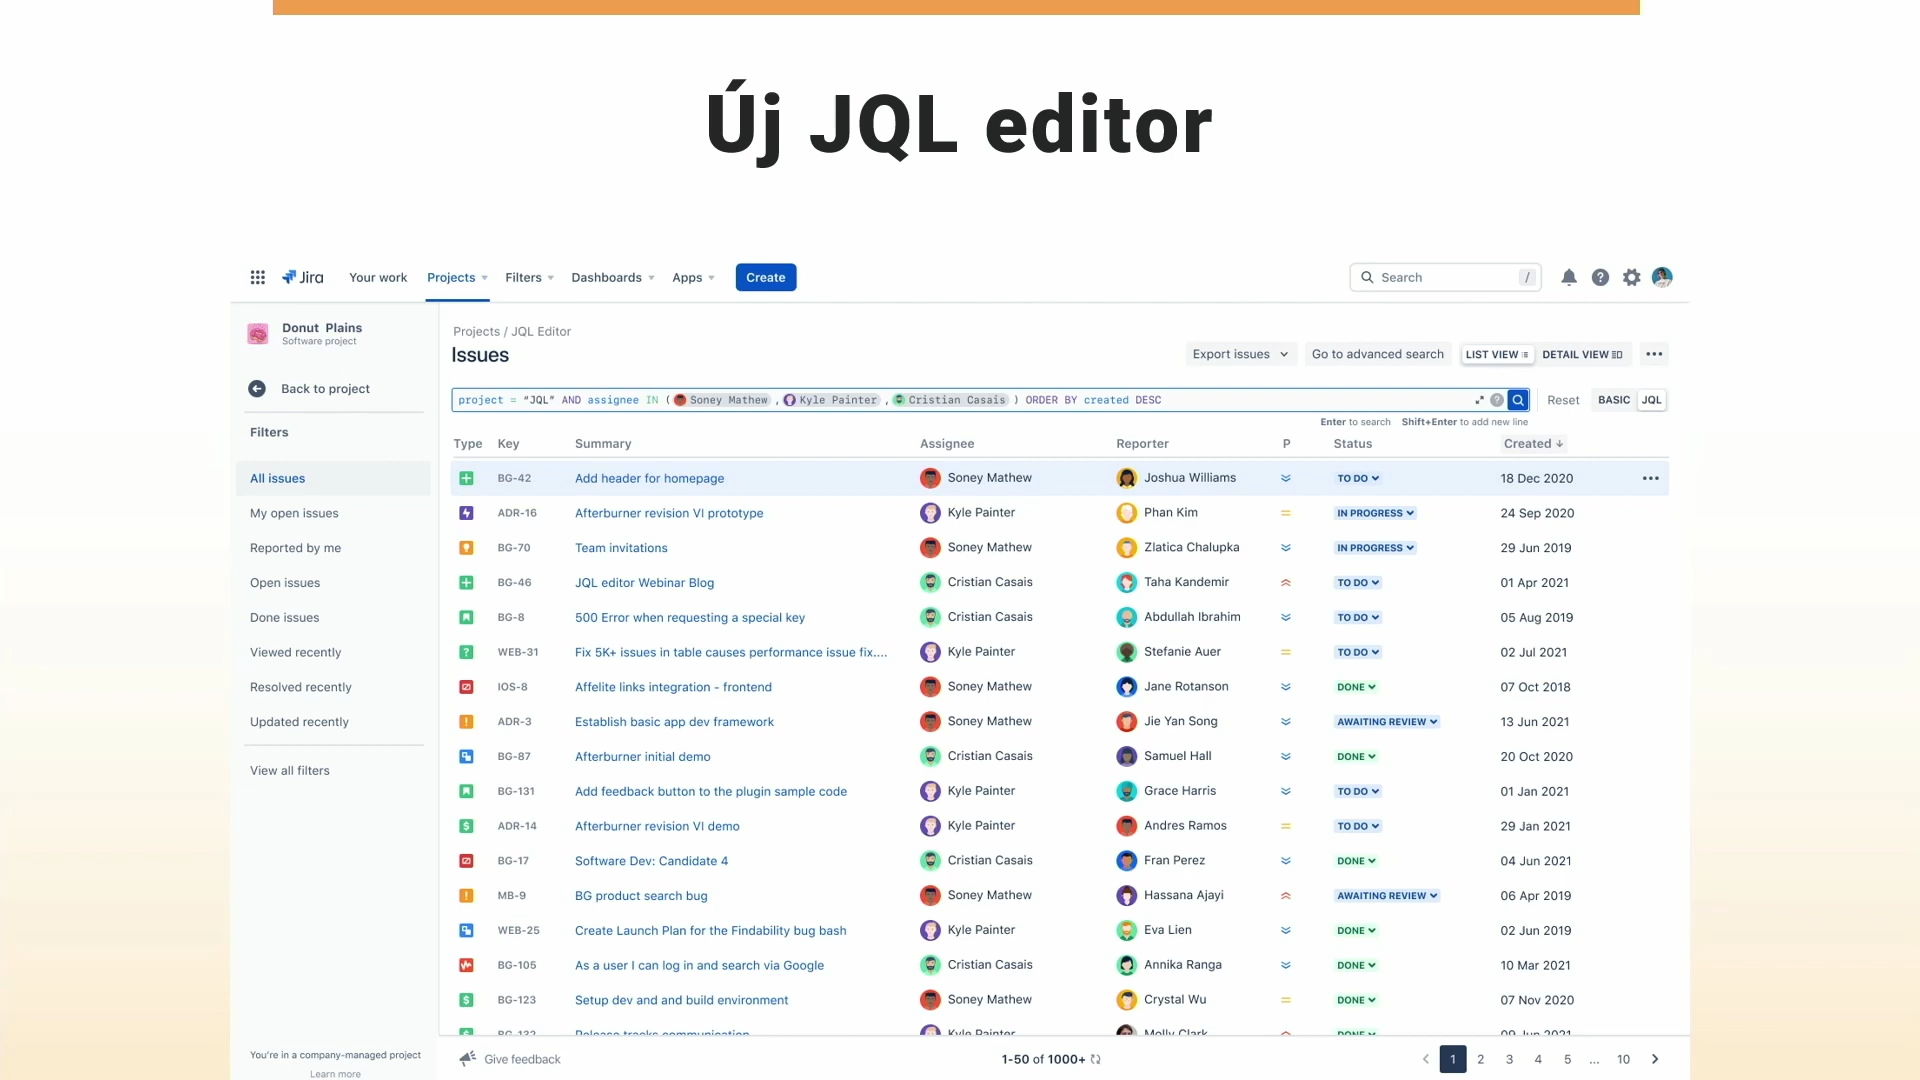 Új JQL editor
Jira Your work Projects Filters Dashboards Apps Create Search /
Donut Plains
Software project
Back to project
Filters
All issues
My open issues
Reported by me
Open issues
Done issues
Viewed recently
Resolved recently
Updated recently
View all filters
You're in a company-managed project
Learn more
Projects / JQL Editor
Issues
Export issues Go to advanced search LIST VIEW DETAIL VIEW
project = "JQL" AND assignee IN ( Soney Mathew , Kyle Painter , Cristian Casais ) ORDER BY created DESC Reset BASIC JQL
Enter to search Shift+Enter to add new line
Type Key Summary Assignee Reporter P Status Created
BG-42 Add header for homepage Soney Mathew Joshua Williams TO DO 18 Dec 2020
ADR-16 Afterburner revision VI prototype Kyle Painter Phan Kim IN PROGRESS 24 Sep 2020
BG-70 Team invitations Soney Mathew Zlatica Chalupka IN PROGRESS 29 Jun 2019
BG-46 JQL editor Webinar Blog Cristian Casais Taha Kandemir TO DO 01 Apr 2021
BG-8 500 Error when requesting a special key Cristian Casais Abdullah Ibrahim TO DO 05 Aug 2019
WEB-31 Fix 5K+ issues in table causes performance issue fix.... Kyle Painter Stefanie Auer TO DO 02 Jul 2021
IOS-8 Affelite links integration - frontend Soney Mathew Jane Rotanson DONE 07 Oct 2018
ADR-3 Establish basic app dev framework Soney Mathew Jie Yan Song AWAITING REVIEW 13 Jun 2021
BG-87 Afterburner initial demo Cristian Casais Samuel Hall DONE 20 Oct 2020
BG-131 Add feedback button to the plugin sample code Kyle Painter Grace Harris TO DO 01 Jan 2021
ADR-14 Afterburner revision VI demo Kyle Painter Andres Ramos TO DO 29 Jan 2021
BG-17 Software Dev: Candidate 4 Cristian Casais Fran Perez DONE 04 Jun 2021
MB-9 BG product search bug Soney Mathew Hassana Ajayi AWAITING REVIEW 06 Apr 2019
WEB-25 Create Launch Plan for the Findability bug bash Kyle Painter Eva Lien DONE 02 Jun 2019
BG-105 As a user I can log in and search via Google Cristian Casais Annika Ranga DONE 10 Mar 2021
BG-123 Setup dev and and build environment Soney Mathew Crystal Wu DONE 07 Nov 2020
BG-132 Release tracks communication Kyle Painter Molly Clark DONE 09 Jun 2021
Give feedback 1-50 of 1000+ 1 2 3 4 5 ... 10